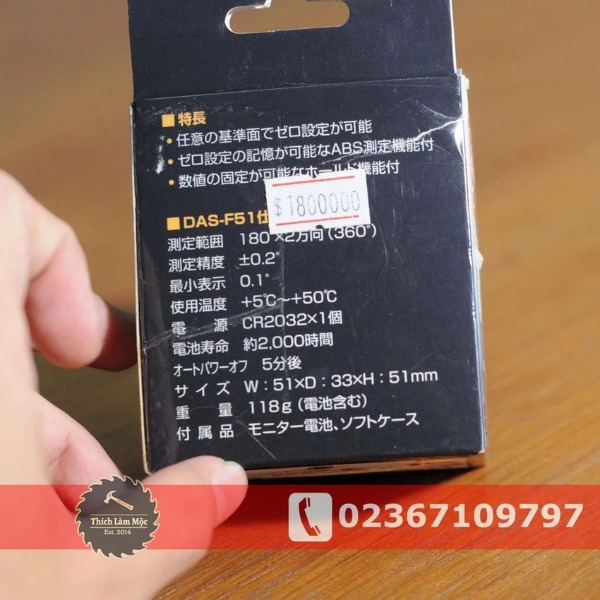 ■特長
・任意の基準面でゼロ設定が可能
・ゼロ設定の記憶が可能なABS測定機能付
・数値の固定が可能なホールド機能付
$1800000
■DAS-F51仕
測定範囲 180°×2方向(360°)
測定精度 ±0.2°
最小表示 0.1°
使用温度 +5℃～+50℃
電源 CR2032×1個
電池寿命 約2,000時間
オートパワーオフ 5分後
サイズ W：51×D：33×H：51mm
重量 118g（電池含む）
付属品 モニター電池、ソフトケース
Thích Làm Mộc
Est. 2014
02367109797